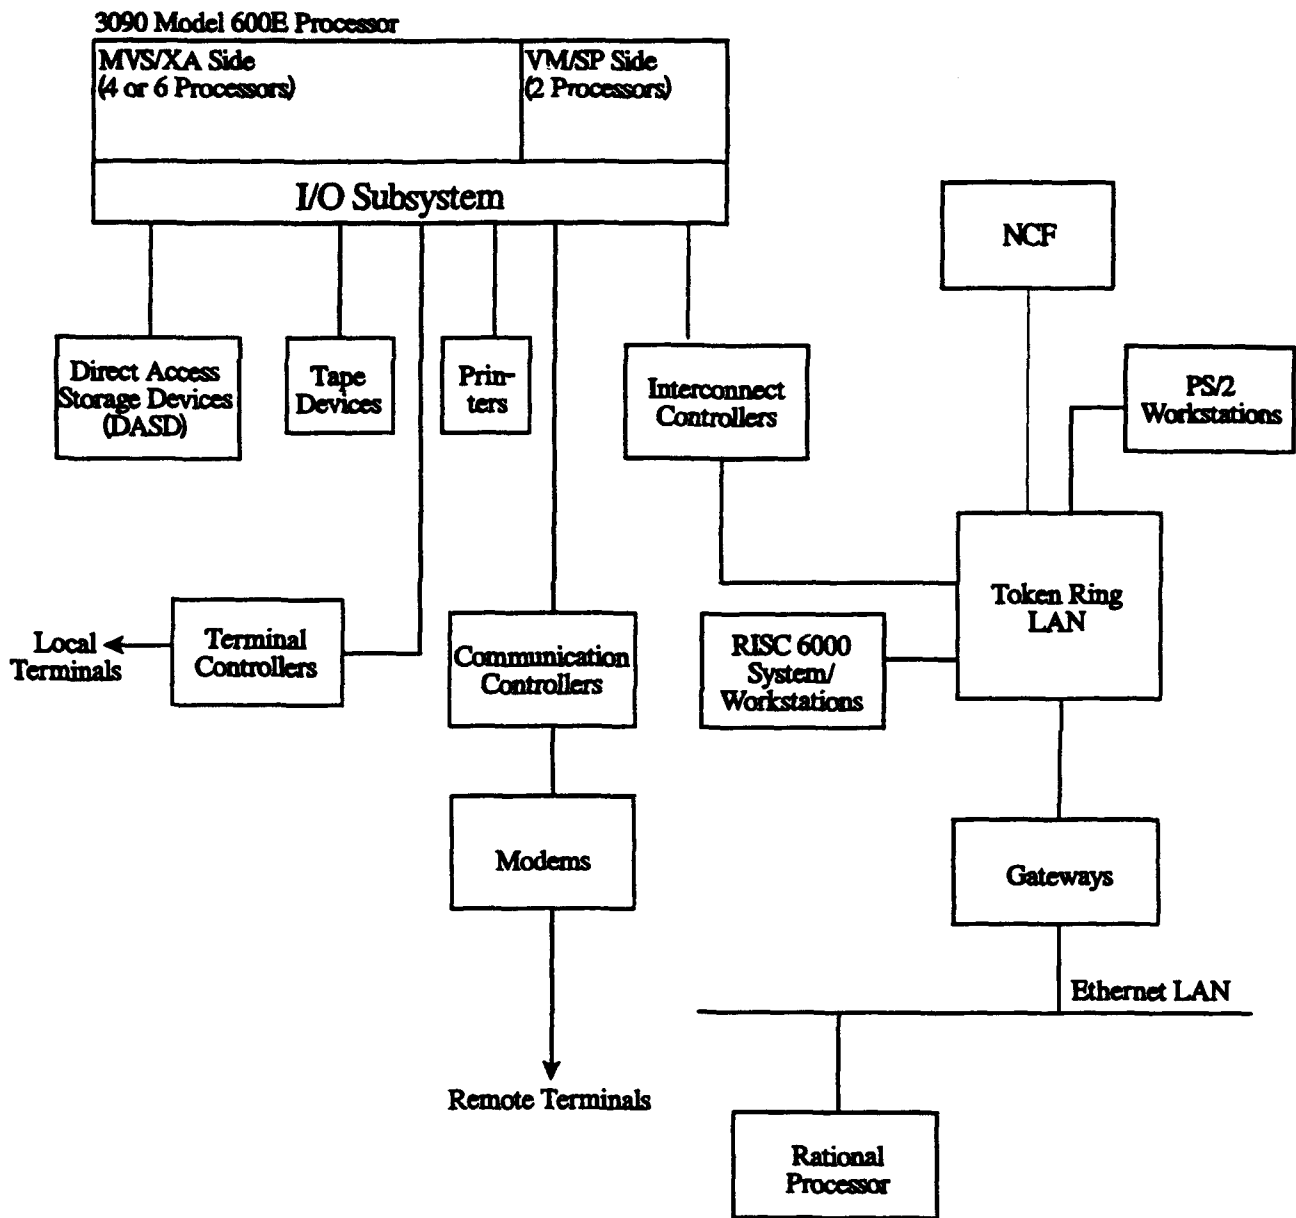 3090 Model 600E Processor
MVS/XA Side
(4 or 6 Processors)
VM/SP Side
(2 Processors)
I/O Subsystem
NCF
Direct Access
Storage Devices
(DASD)
Tape
Devices
Prin-
ters
Interconnect
Controllers
PS/2
Workstations
Local
Terminals
Terminal
Controllers
Communication
Controllers
RISC 6000
System/
Workstations
Token Ring
LAN
Modems
Gateways
Ethernet LAN
Remote Terminals
Rational
Processor